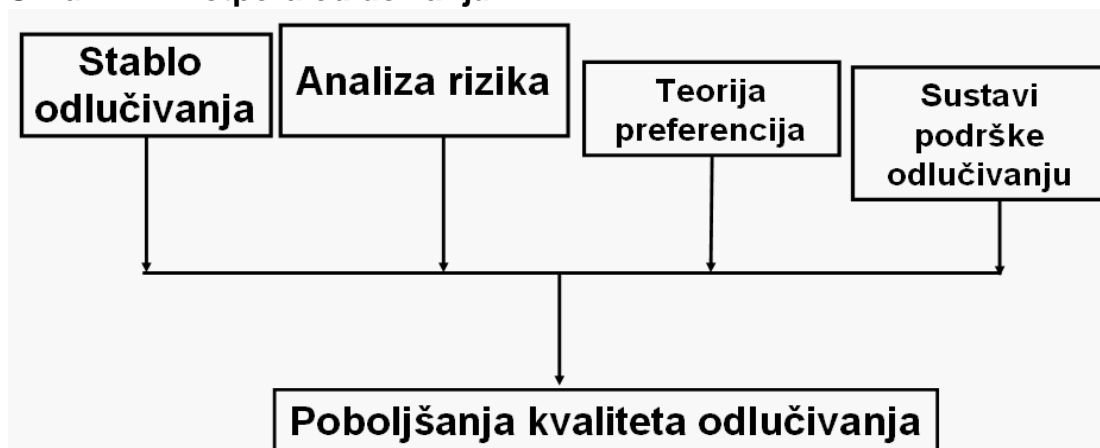 Stablo
odlučivanja
Analiza rizika
Teorija
preferencija
Sustavi
podrške
odlučivanju
Poboljšanja kvaliteta odlučivanja